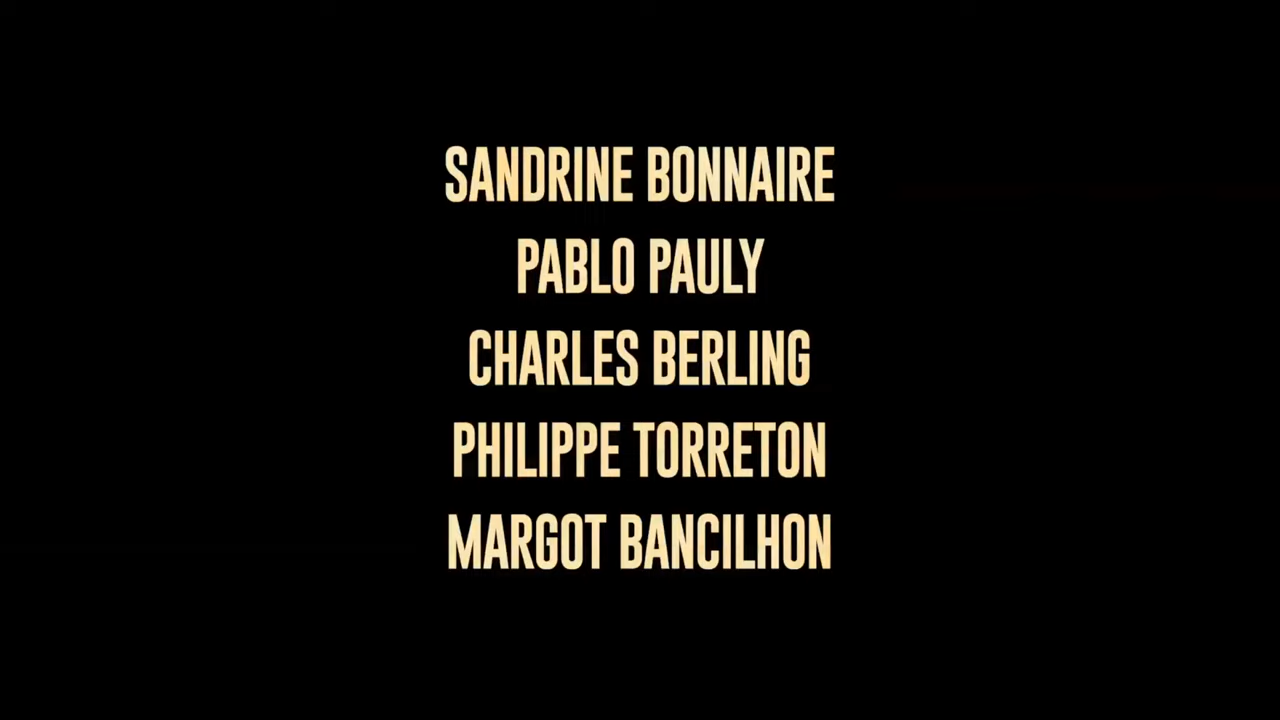 SANDRINE BONNAIRE
PABLO PAULY
CHARLES BERLING
PHILIPPE TORRETON
MARGOT BANCILHON